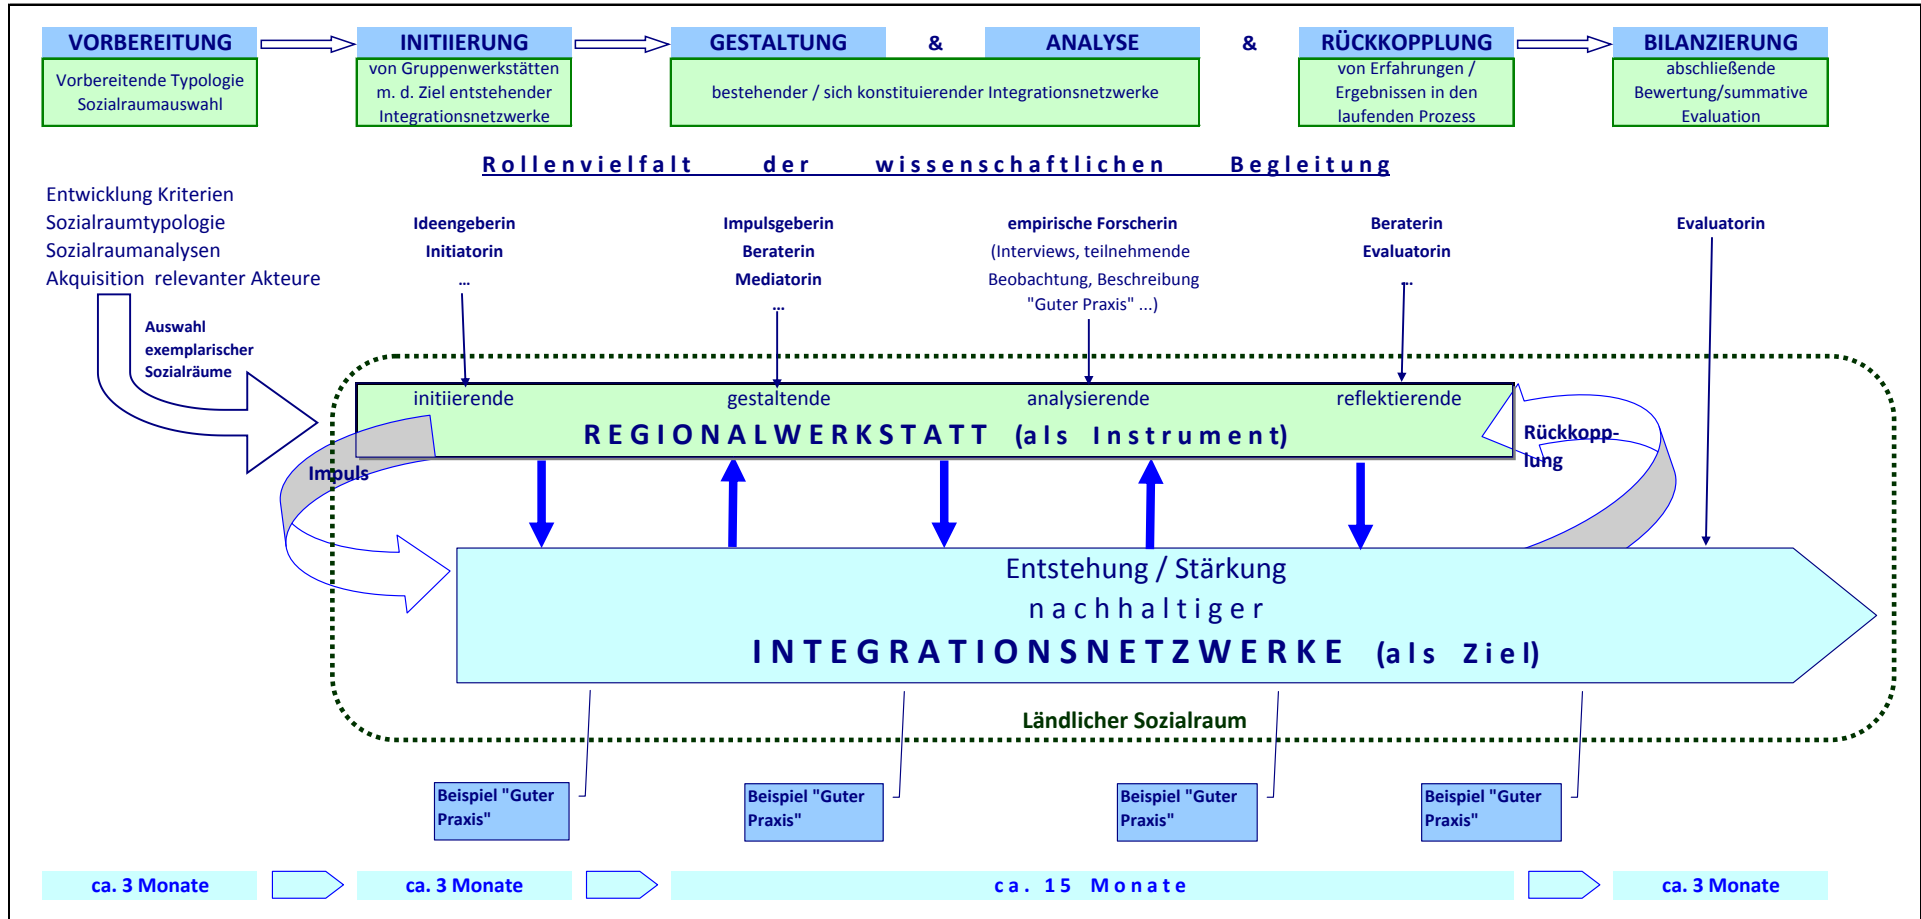 VORBEREITUNG
INITIIERUNG
GESTALTUNG & ANALYSE & RÜCKKOPPLUNG
BILANZIERUNG
Vorbereitende Typologie
Sozialraumauswahl
von Gruppenwerkstätten
m. d. Ziel entstehender
Integrationsnetzwerke
bestehender / sich konstituierender Integrationsnetzwerke
von Erfahrungen /
Ergebnissen in den
laufenden Prozess
abschließende
Bewertung/summative
Evaluation
Rollenvielfalt der wissenschaftlichen Begleitung
Entwicklung Kriterien
Sozialraumtypologie
Sozialraumanalysen
Akquisition relevanter Akteure
Ideengeberin
Initiatorin
...
Impulsgeberin
Beraterin
Mediatorin
...
empirische Forscherin
(Interviews, teilnehmende
Beobachtung, Beschreibung
"Guter Praxis" ...)
Beraterin
Evaluatorin
...
Evaluatorin
Auswahl
exemplarischer
Sozialräume
initiierende gestaltende analysierende reflektierende
REGIONALWERKSTATT (als Instrument)
Impuls
Rückkopp-
lung
Entstehung / Stärkung
nachhaltiger
INTEGRATIONSNETZWERKE (als Ziel)
Ländlicher Sozialraum
Beispiel "Guter
Praxis"
Beispiel "Guter
Praxis"
Beispiel "Guter
Praxis"
Beispiel "Guter
Praxis"
ca. 3 Monate
ca. 3 Monate
ca. 15 Monate
ca. 3 Monate